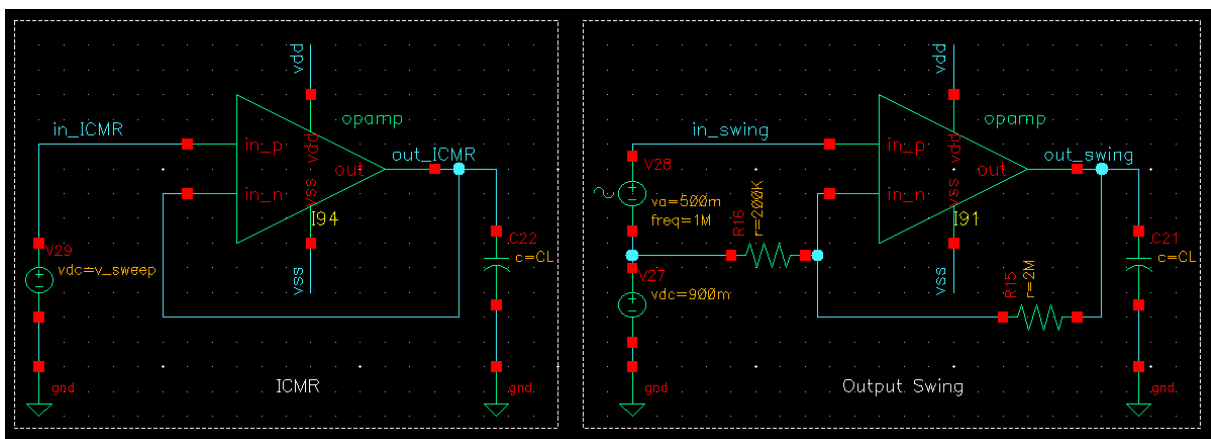 vdd
opamp
in_ICMR
in_p
vdd
out_ICMR
out
in_n
vss
I94
V29
vdc=v_sweep
C22
c=CL
vss
gnd
ICMR
gnd
vdd
opamp
in_swing
in_p
vdd
out_swing
V28
out
va=500m
freq=1M
in_n
vss
I91
R16
r=200K
C21
c=CL
V27
vdc=900m
vss
R15
r=2M
gnd
Output Swing
gnd